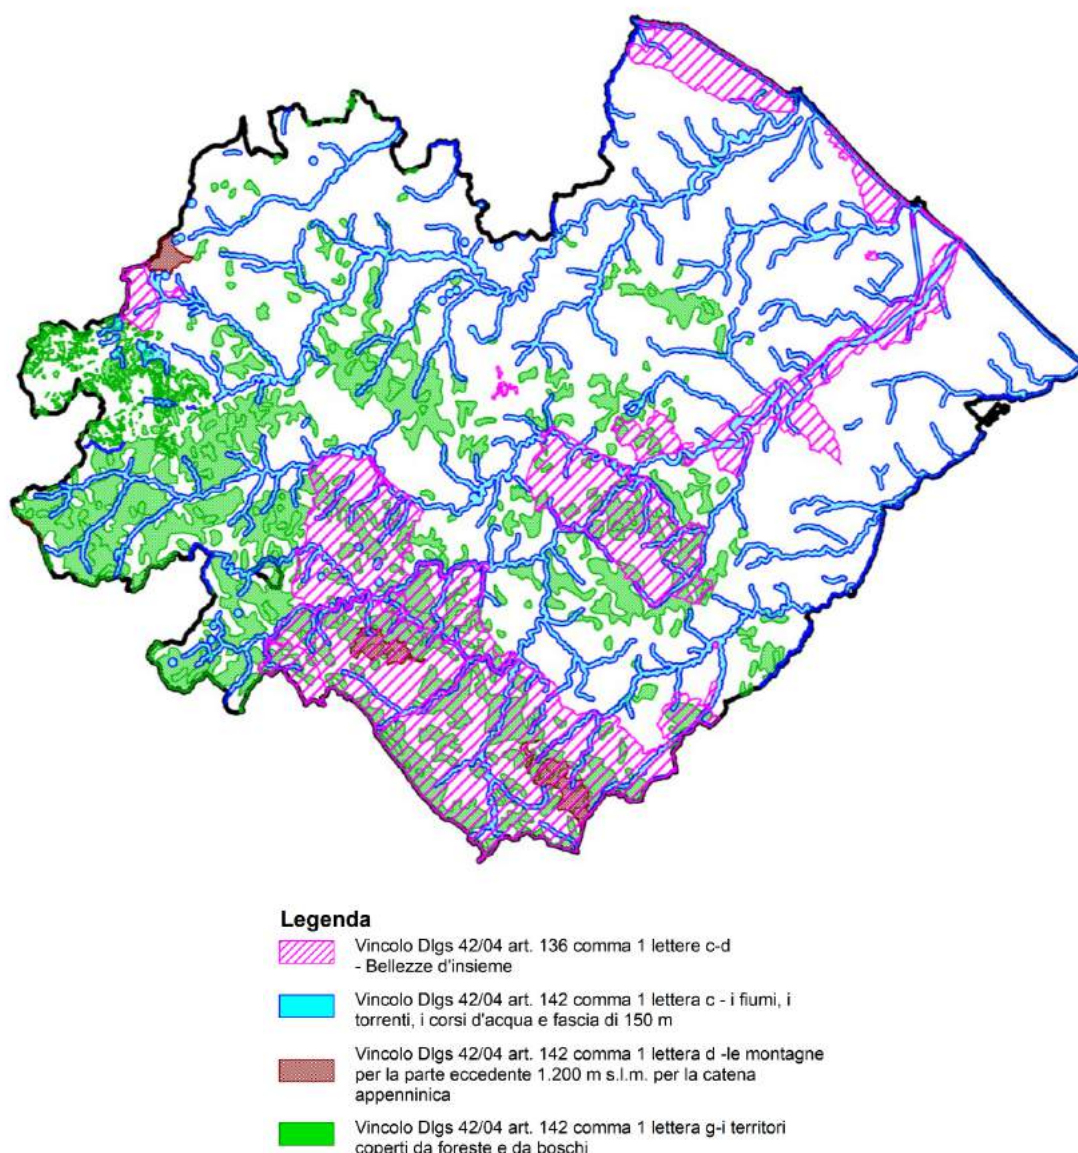 Legenda
Vincolo Dlgs 42/04 art. 136 comma 1 lettere c-d
- Bellezze d'insieme
Vincolo Dlgs 42/04 art. 142 comma 1 lettera c - i fiumi, i
torrenti, i corsi d'acqua e fascia di 150 m
Vincolo Dlgs 42/04 art. 142 comma 1 lettera d -le montagne
per la parte eccedente 1.200 m s.l.m. per la catena
appenninica
Vincolo Dlgs 42/04 art. 142 comma 1 lettera g-i territori
coperti da foreste e da boschi